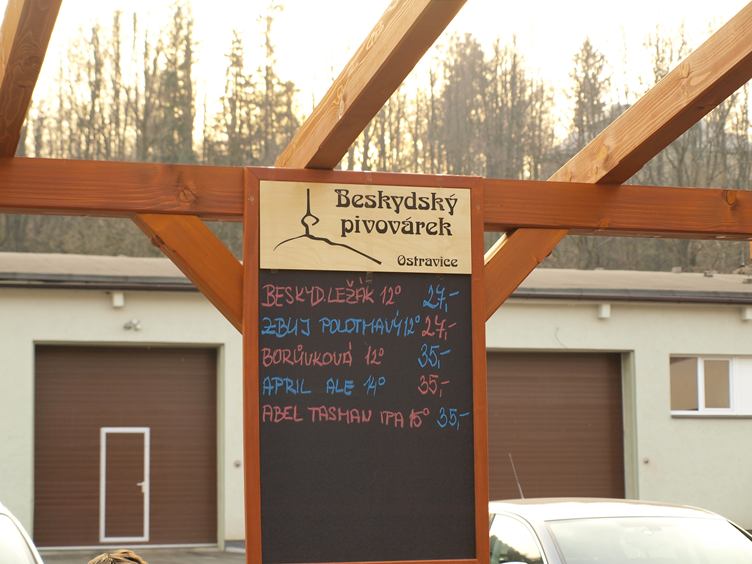 Beskydský
pivovárek
Ostravice
BESKYD.LEŽÁK 12° 27,-
ZBUJ POLOTMAVÝ 12° 27,-
BORŮVKOVÁ 12° 35,-
APRIL ALE 14° 35,-
ABEL TASMAN IPA 15° 35,-